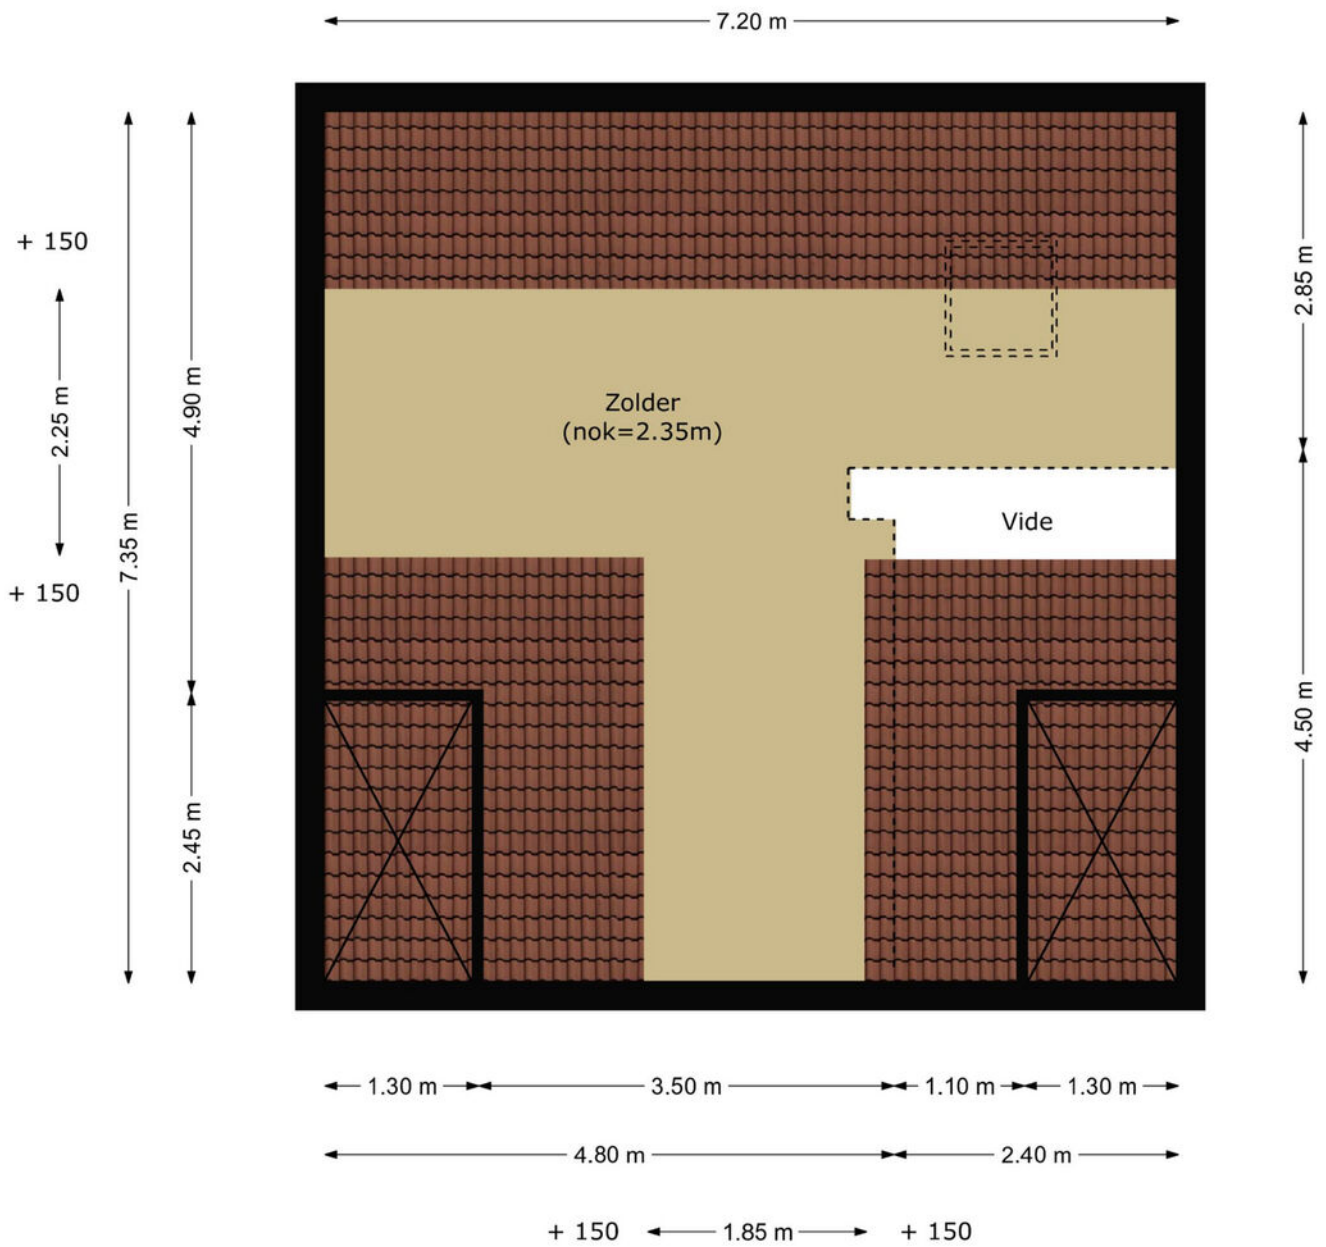 7.20 m
+ 150
2.85 m
4.90 m
2.25 m
Zolder
(nok=2.35m)
Vide
7.35 m
+ 150
4.50 m
2.45 m
1.30 m 3.50 m 1.10 m 1.30 m
4.80 m 2.40 m
+ 150 1.85 m + 150